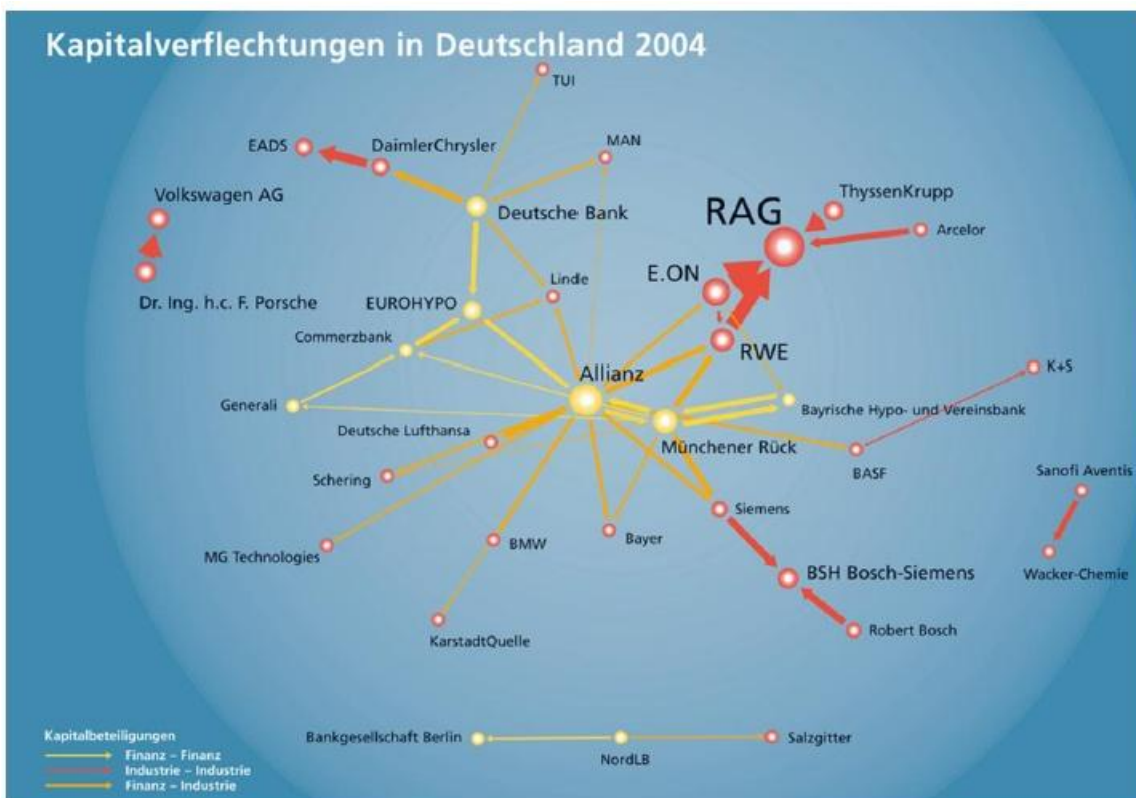 Kapitalverflechtungen in Deutschland 2004
TUI
EADS
DaimlerChrysler
MAN
Volkswagen AG
Deutsche Bank
RAG
ThyssenKrupp
Arcelor
E.ON
Linde
Dr. Ing. h.c. F. Porsche
EUROHYPO
Commerzbank
RWE
K+S
Allianz
Generali
Bayrische Hypo- und Vereinsbank
Deutsche Lufthansa
Münchener Rück
Schering
BASF
Sanofi Aventis
Siemens
MG Technologies
BMW
Bayer
BSH Bosch-Siemens
Wacker-Chemie
KarstadtQuelle
Robert Bosch
Bankgesellschaft Berlin
NordLB
Salzgitter
Kapitalbeteiligungen
Finanz – Finanz
Industrie – Industrie
Finanz – Industrie